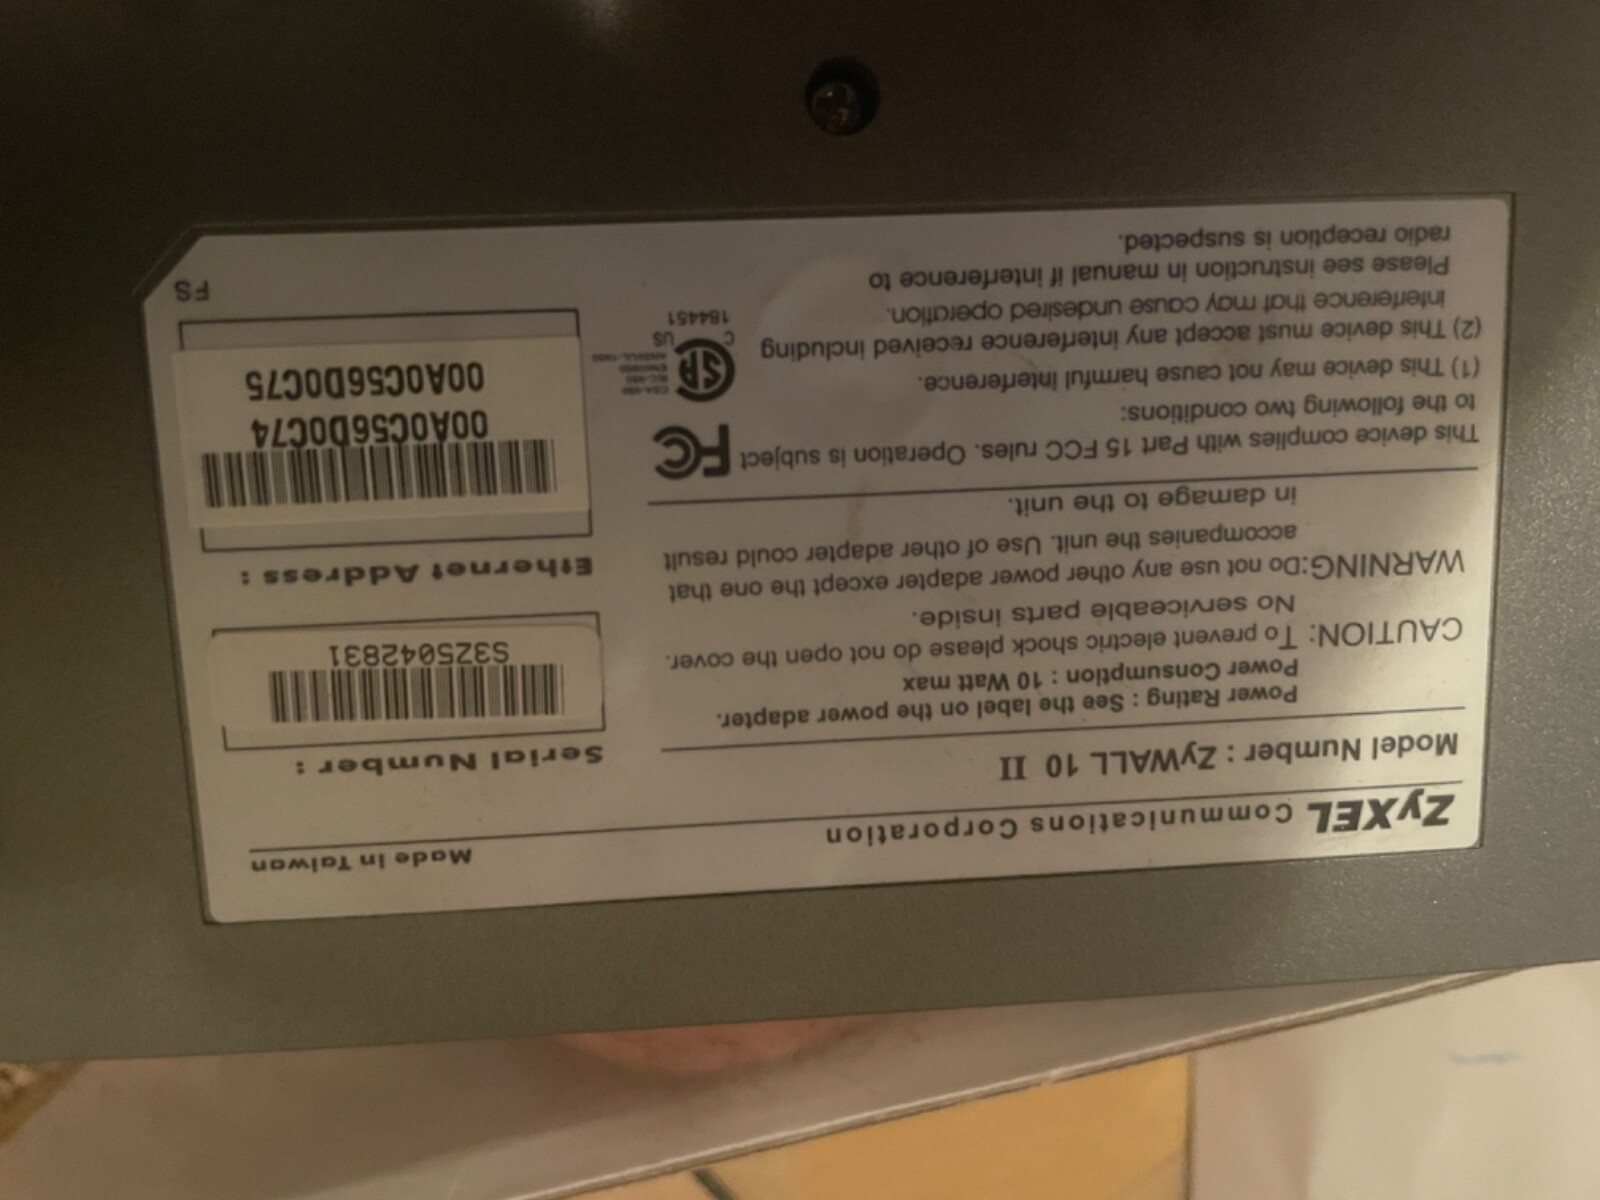 ZyXEL Communications Corporation
Made in Taiwan
Model Number : ZyWALL 10 II
Power Rating : See the label on the power adapter.
Power Consumption : 10 Watt max
CAUTION: To prevent electric shock please do not open the cover.
No serviceable parts inside.
WARNING:Do not use any other power adapter except the one that
accompanies the unit. Use of other adapter could result
in damage to the unit.
This device complies with Part 15 FCC rules. Operation is subject
to the following two conditions:
(1) This device may not cause harmful interference.
(2) This device must accept any interference received including
interference that may cause undesired operation.
Please see instruction in manual if interference to
radio reception is suspected.
FC
C US
184451
Serial Number :
S3Z5042831
Ethernet Address :
00A0C56D0C74
00A0C56D0C75
FS